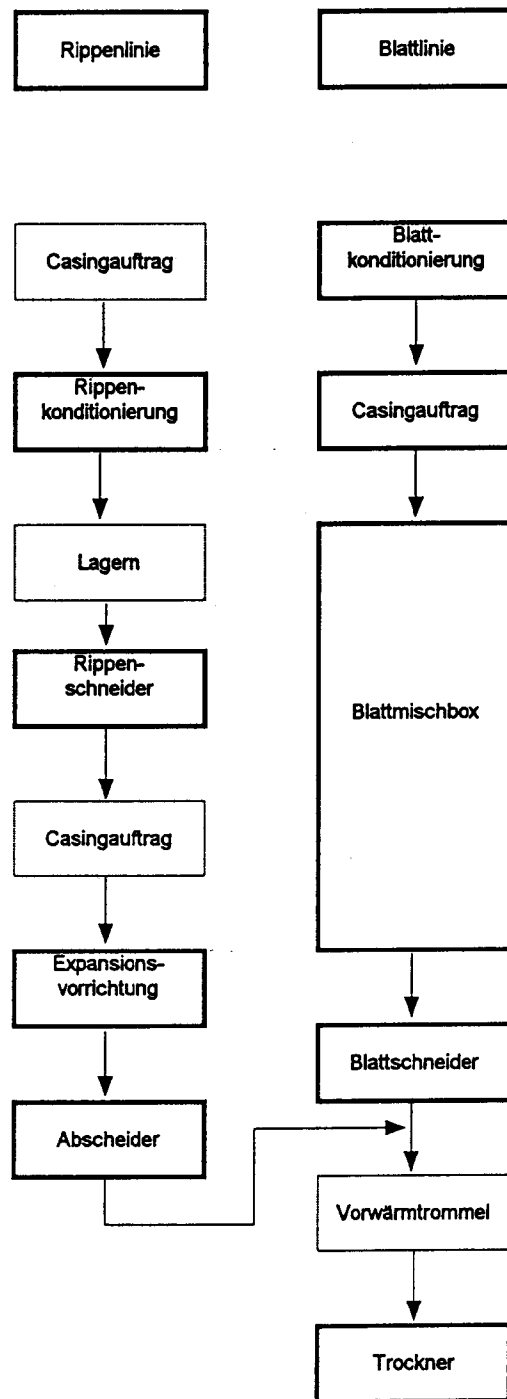 Rippenlinie
Blattlinie
Casingauftrag
Rippen-
konditionierung
Lagern
Rippen-
schneider
Casingauftrag
Expansions-
vorrichtung
Abscheider
Blatt-
konditionierung
Casingauftrag
Blattmischbox
Blattschneider
Vorwärmtrommel
Trockner